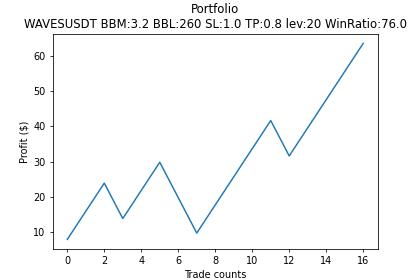 Portfolio
WAVESUSDT BBM:3.2 BBL:260 SL:1.0 TP:0.8 lev:20 WinRatio:76.0
Profit ($)
60
50
40
30
20
10
0 2 4 6 8 10 12 14 16
Trade counts